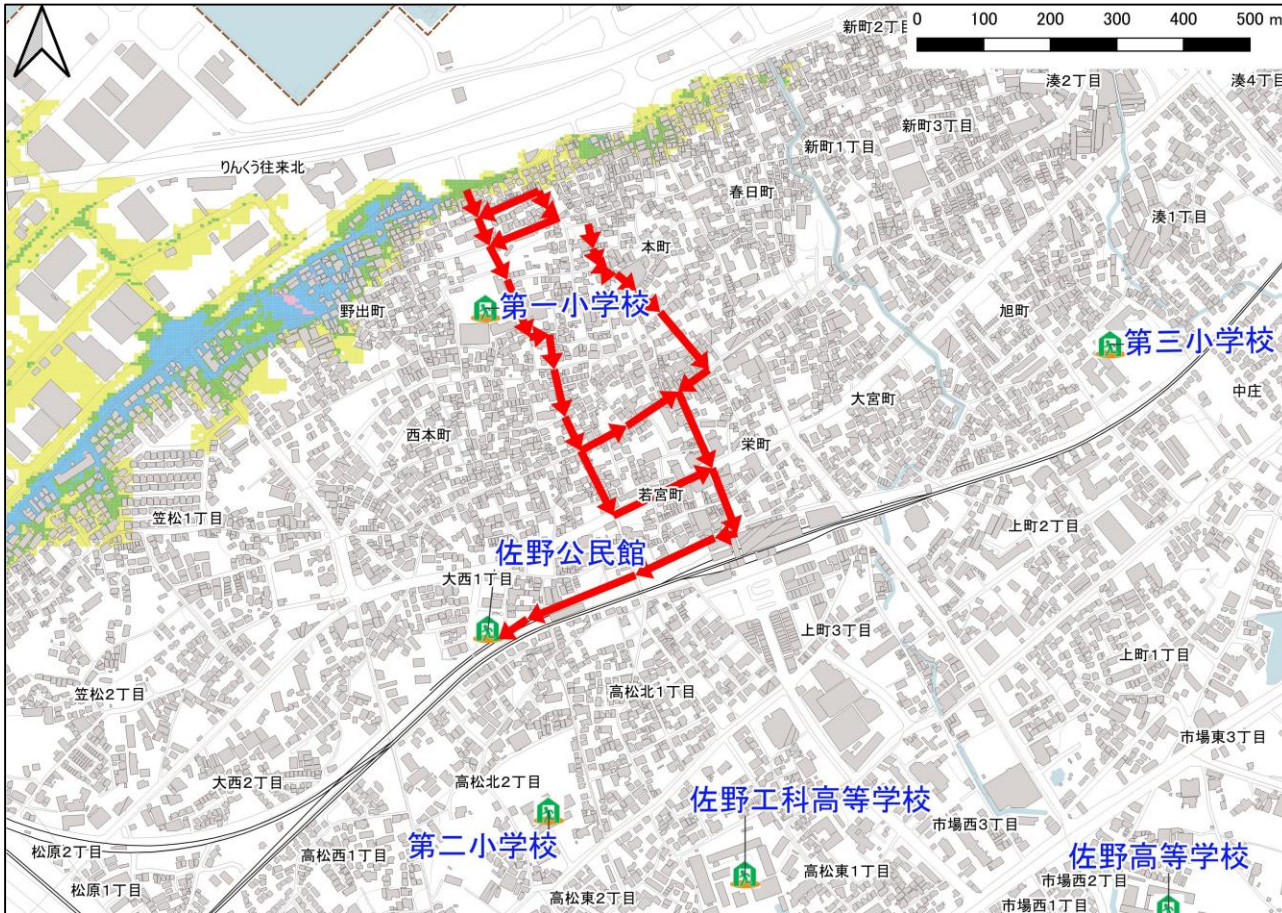 0 100 200 300 400 500 m
新町2丁目
湊2丁目
湊4丁目
新町3丁目
新町1丁目
りんくう往来北
春日町
湊1丁目
本町
野出町
第一小学校
旭町
第三小学校
中庄
大宮町
西本町
栄町
若宮町
笠松1丁目
上町2丁目
佐野公民館
大西1丁目
上町3丁目
上町1丁目
笠松2丁目
高松北1丁目
市場東3丁目
大西2丁目
高松北2丁目
佐野工科高等学校
市場西3丁目
第二小学校
松原2丁目
高松西1丁目
佐野高等学校
高松東1丁目
市場西2丁目
松原1丁目
高松東2丁目
市場西1丁目